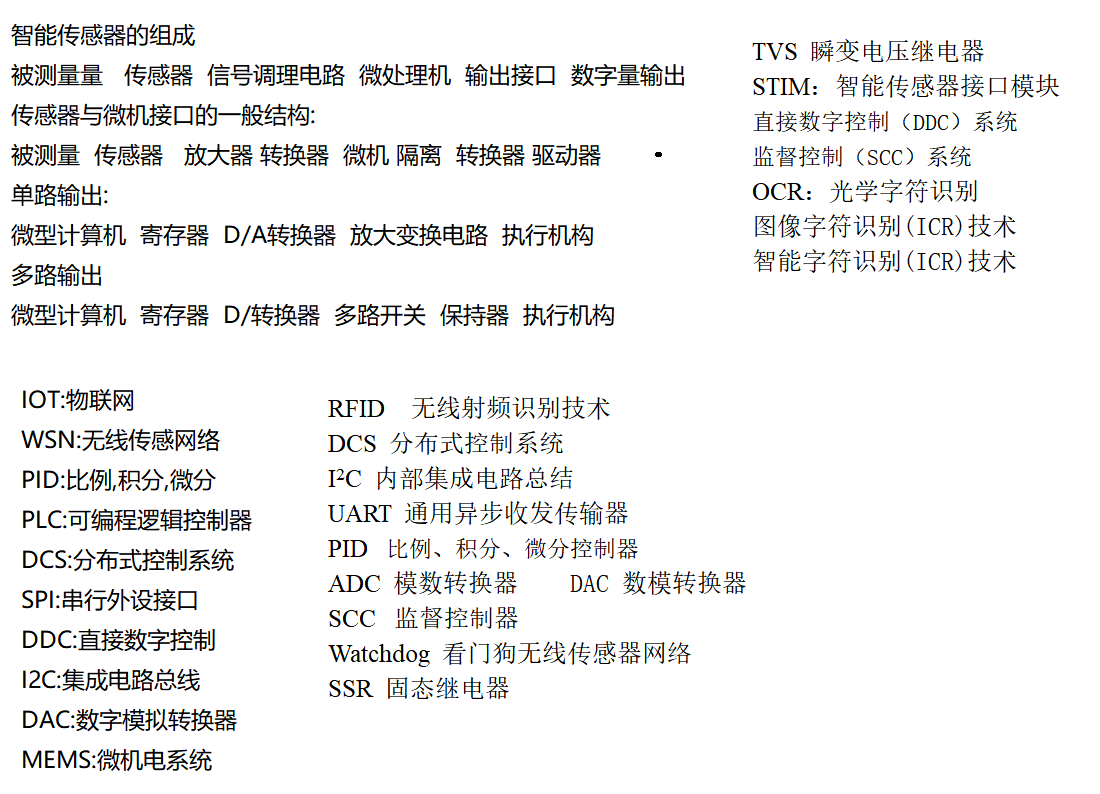 智能传感器的组成
被测量量 传感器 信号调理电路 微处理机 输出接口 数字量输出
传感器与微机接口的一般结构:
被测量 传感器 放大器 转换器 微机 隔离 转换器 驱动器
单路输出:
微型计算机 寄存器 D/A转换器 放大变换电路 执行机构
多路输出
微型计算机 寄存器 D/转换器 多路开关 保持器 执行机构
TVS 瞬变电压继电器
STIM：智能传感器接口模块
直接数字控制（DDC）系统
监督控制（SCC）系统
OCR：光学字符识别
图像字符识别(ICR)技术
智能字符识别(ICR)技术
IOT:物联网
WSN:无线传感网络
PID:比例,积分,微分
PLC:可编程逻辑控制器
DCS:分布式控制系统
SPI:串行外设接口
DDC:直接数字控制
I2C:集成电路总线
DAC:数字模拟转换器
MEMS:微机电系统
RFID 无线射频识别技术
DCS 分布式控制系统
I²C 内部集成电路总结
UART 通用异步收发传输器
PID 比例、积分、微分控制器
ADC 模数转换器 DAC 数模转换器
SCC 监督控制器
Watchdog 看门狗无线传感器网络
SSR 固态继电器